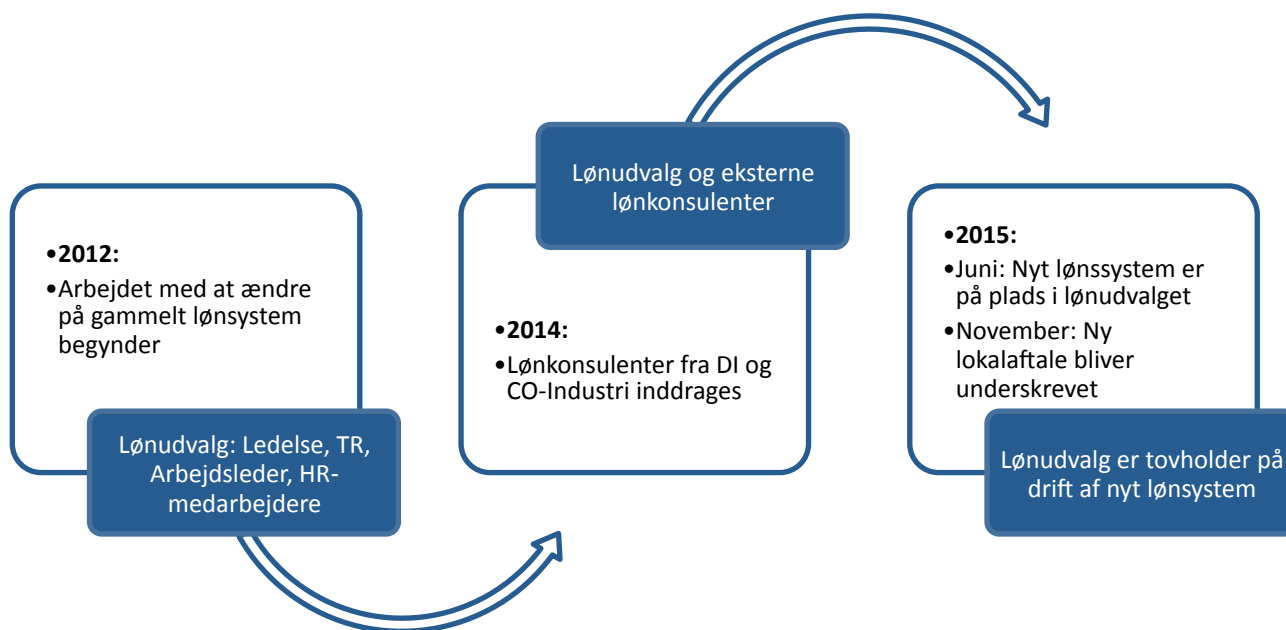 •2012:
•Arbejdet med at ændre
på gammelt lønsystem
begynder
Lønudvalg: Ledelse, TR,
Arbejdsleder, HR-
medarbejdere
Lønudvalg og eksterne
lønkonsulenter
•2014:
•Lønkonsulenter fra DI og
CO-Industri inddrages
•2015:
•Juni: Nyt lønssystem er
på plads i lønudvalget
•November: Ny
lokalaftale bliver
underskrevet
Lønudvalg er tovholder på
drift af nyt lønsystem